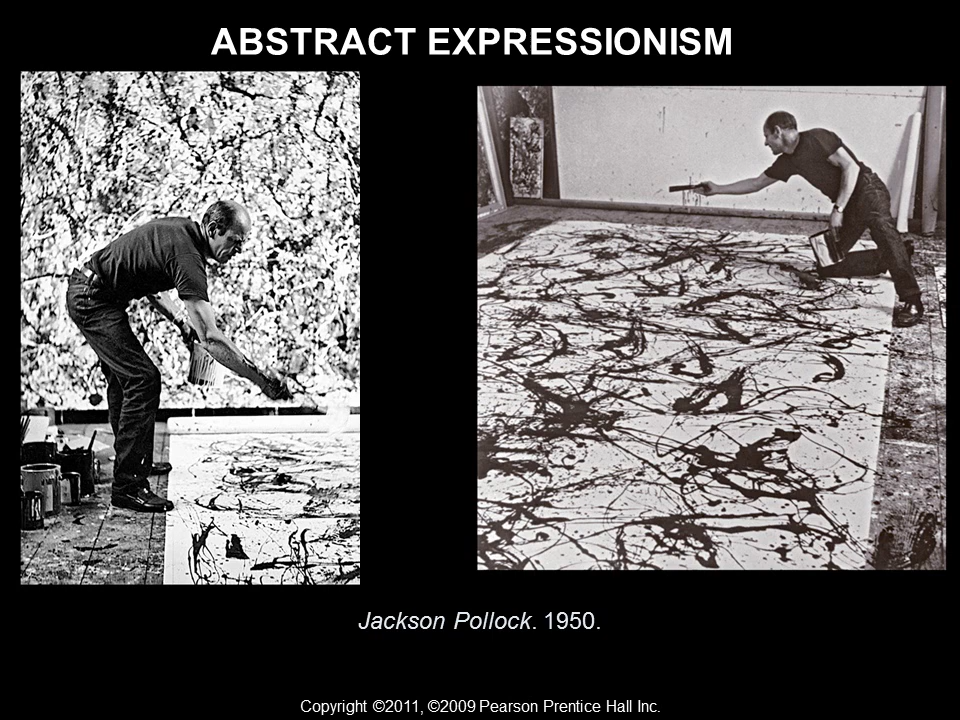 ABSTRACT EXPRESSIONISM
Jackson Pollock. 1950.
Copyright ©2011, ©2009 Pearson Prentice Hall Inc.